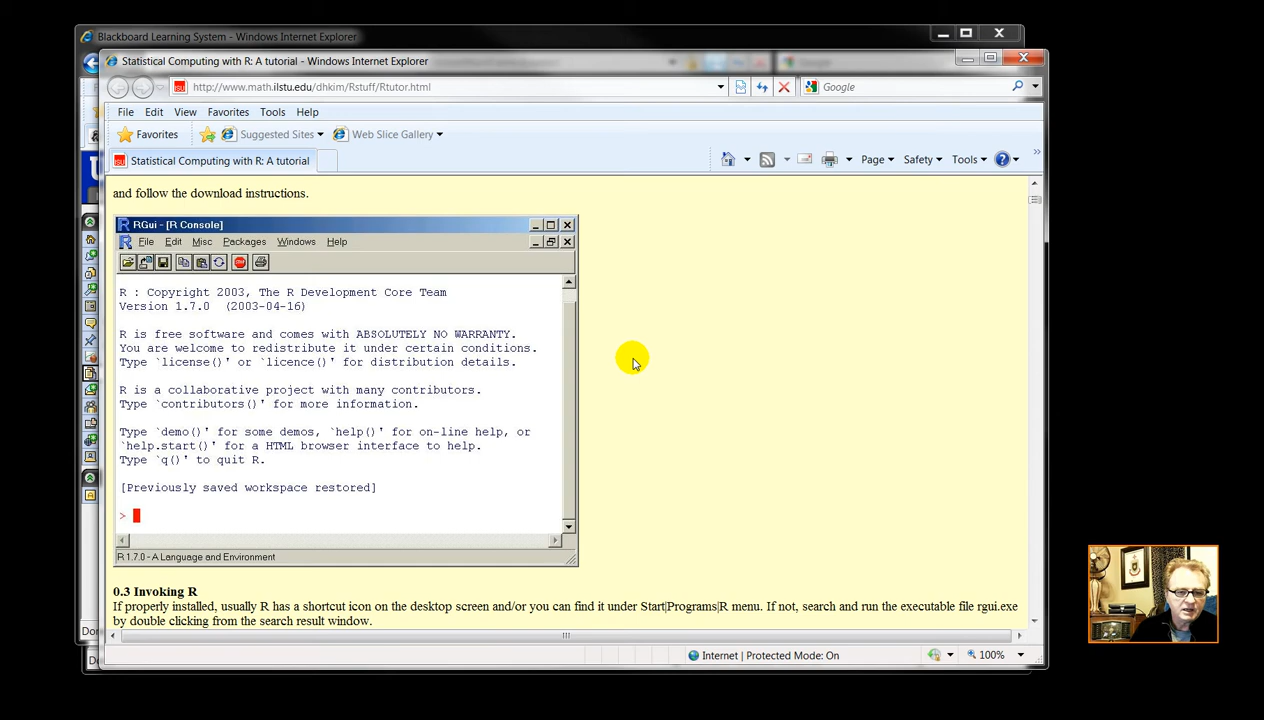 Blackboard Learning System - Windows Internet Explorer
Statistical Computing with R: A tutorial - Windows Internet Explorer
http://www.math.ilstu.edu/dhkim/Rstuff/Rtutor.html
Google
File Edit View Favorites Tools Help
Favorites Suggested Sites Web Slice Gallery
Statistical Computing with R: A tutorial
Page Safety Tools
and follow the download instructions.
RGui - [R Console]
File Edit Misc Packages Windows Help
R : Copyright 2003, The R Development Core Team
Version 1.7.0 (2003-04-16)
R is free software and comes with ABSOLUTELY NO WARRANTY.
You are welcome to redistribute it under certain conditions.
Type `license()' or `licence()' for distribution details.
R is a collaborative project with many contributors.
Type `contributors()' for more information.
Type `demo()' for some demos, `help()' for on-line help, or
`help.start()' for a HTML browser interface to help.
Type `q()' to quit R.
[Previously saved workspace restored]
>
R 1.7.0 - A Language and Environment
0.3 Invoking R
If properly installed, usually R has a shortcut icon on the desktop screen and/or you can find it under Start|Programs|R menu. If not, search and run the executable file rgui.exe
by double clicking from the search result window.
Internet | Protected Mode: On
100%